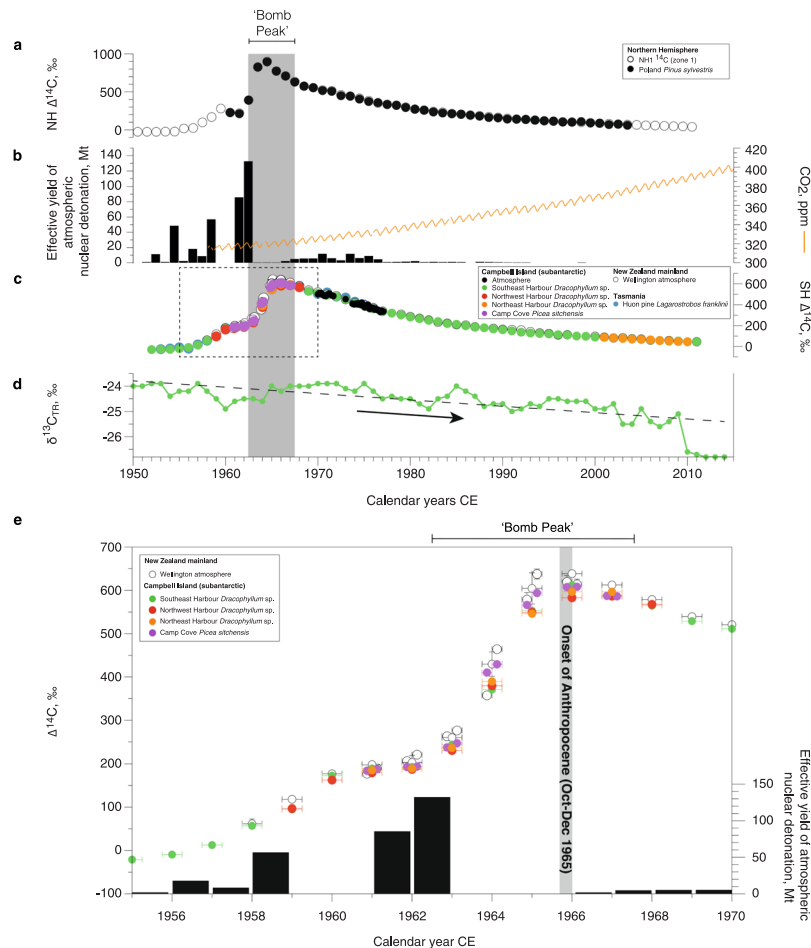 'Bomb
Peak'
a
1000
500
0
NH Δ¹⁴C, ‰
Northern Hemisphere
NH1 ¹⁴C (zone 1)
Poland Pinus sylvestris
b
140
120
100
80
60
40
20
0
Effective yield of
atmospheric
nuclear detonation, Mt
420
400
380
360
340
320
300
CO₂, ppm
c
Campbell Island (subantarctic)
Atmosphere
Southeast Harbour Dracophyllum sp.
Northwest Harbour Dracophyllum sp.
Northeast Harbour Dracophyllum sp.
Camp Cove Picea sitchensis
New Zealand mainland
Wellington atmosphere
Tasmania
Huon pine Lagarostrobos franklinii
600
400
200
0
SH Δ¹⁴C, ‰
d
-24
-25
-26
δ¹³CTR, ‰
1950 1960 1970 1980 1990 2000 2010
Calendar years CE
e
'Bomb Peak'
700
600
500
400
300
200
100
0
-100
Δ¹⁴C, ‰
New Zealand mainland
Wellington atmosphere
Campbell Island (subantarctic)
Southeast Harbour Dracophyllum sp.
Northwest Harbour Dracophyllum sp.
Northeast Harbour Dracophyllum sp.
Camp Cove Picea sitchensis
Onset of Anthropocene (Oct-Dec 1965)
150
100
50
0
Effective yield of atmospheric
nuclear detonation, Mt
1956 1958 1960 1962 1964 1966 1968 1970
Calendar year CE